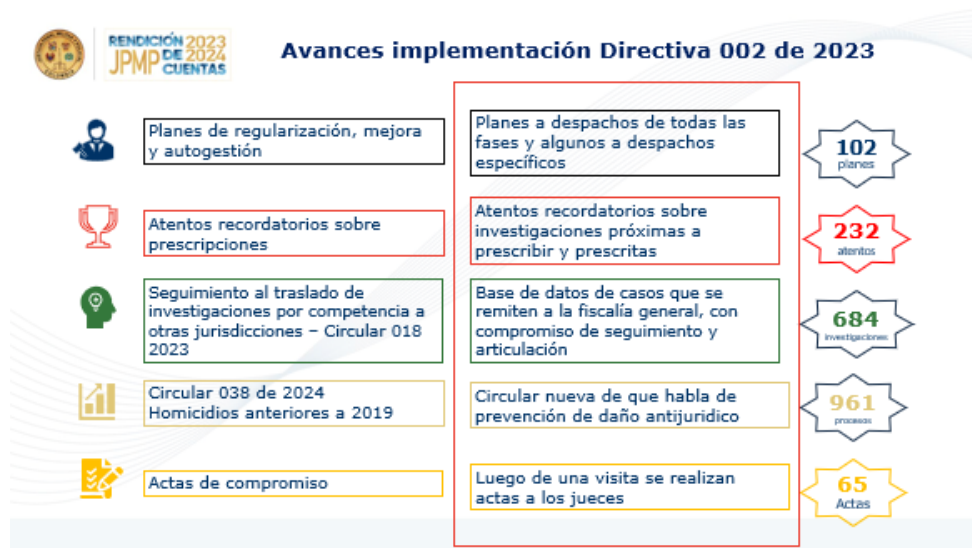 RENDICIÓN 2023
JPMP DE 2024
CUENTAS
Avances implementación Directiva 002 de 2023
Planes de regularización, mejora
y autogestión
Planes a despachos de todas las
fases y algunos a despachos
específicos
102
planes
Atentos recordatorios sobre
prescripciones
Atentos recordatorios sobre
investigaciones próximas a
prescribir y prescritas
232
atentos
Seguimiento al traslado de
investigaciones por competencia a
otras jurisdicciones – Circular 018
2023
Base de datos de casos que se
remiten a la fiscalía general, con
compromiso de seguimiento y
articulación
684
investigaciones
Circular 038 de 2024
Homicidios anteriores a 2019
Circular nueva de que habla de
prevención de daño antijuridico
961
procesos
Actas de compromiso
Luego de una visita se realizan
actas a los jueces
65
Actas